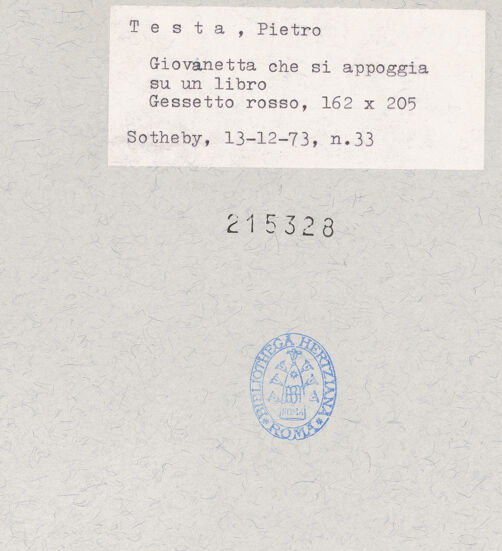 T e s t a , Pietro
Giovanetta che si appoggia
su un libro
Gessetto rosso, 162 x 205
Sotheby, 13-12-73, n.33
215328
BIBLIOTHECA HERTZIANA
ROMA